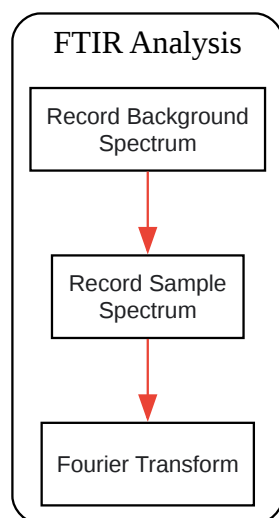 FTIR Analysis
Record Background
Spectrum
Record Sample
Spectrum
Fourier Transform